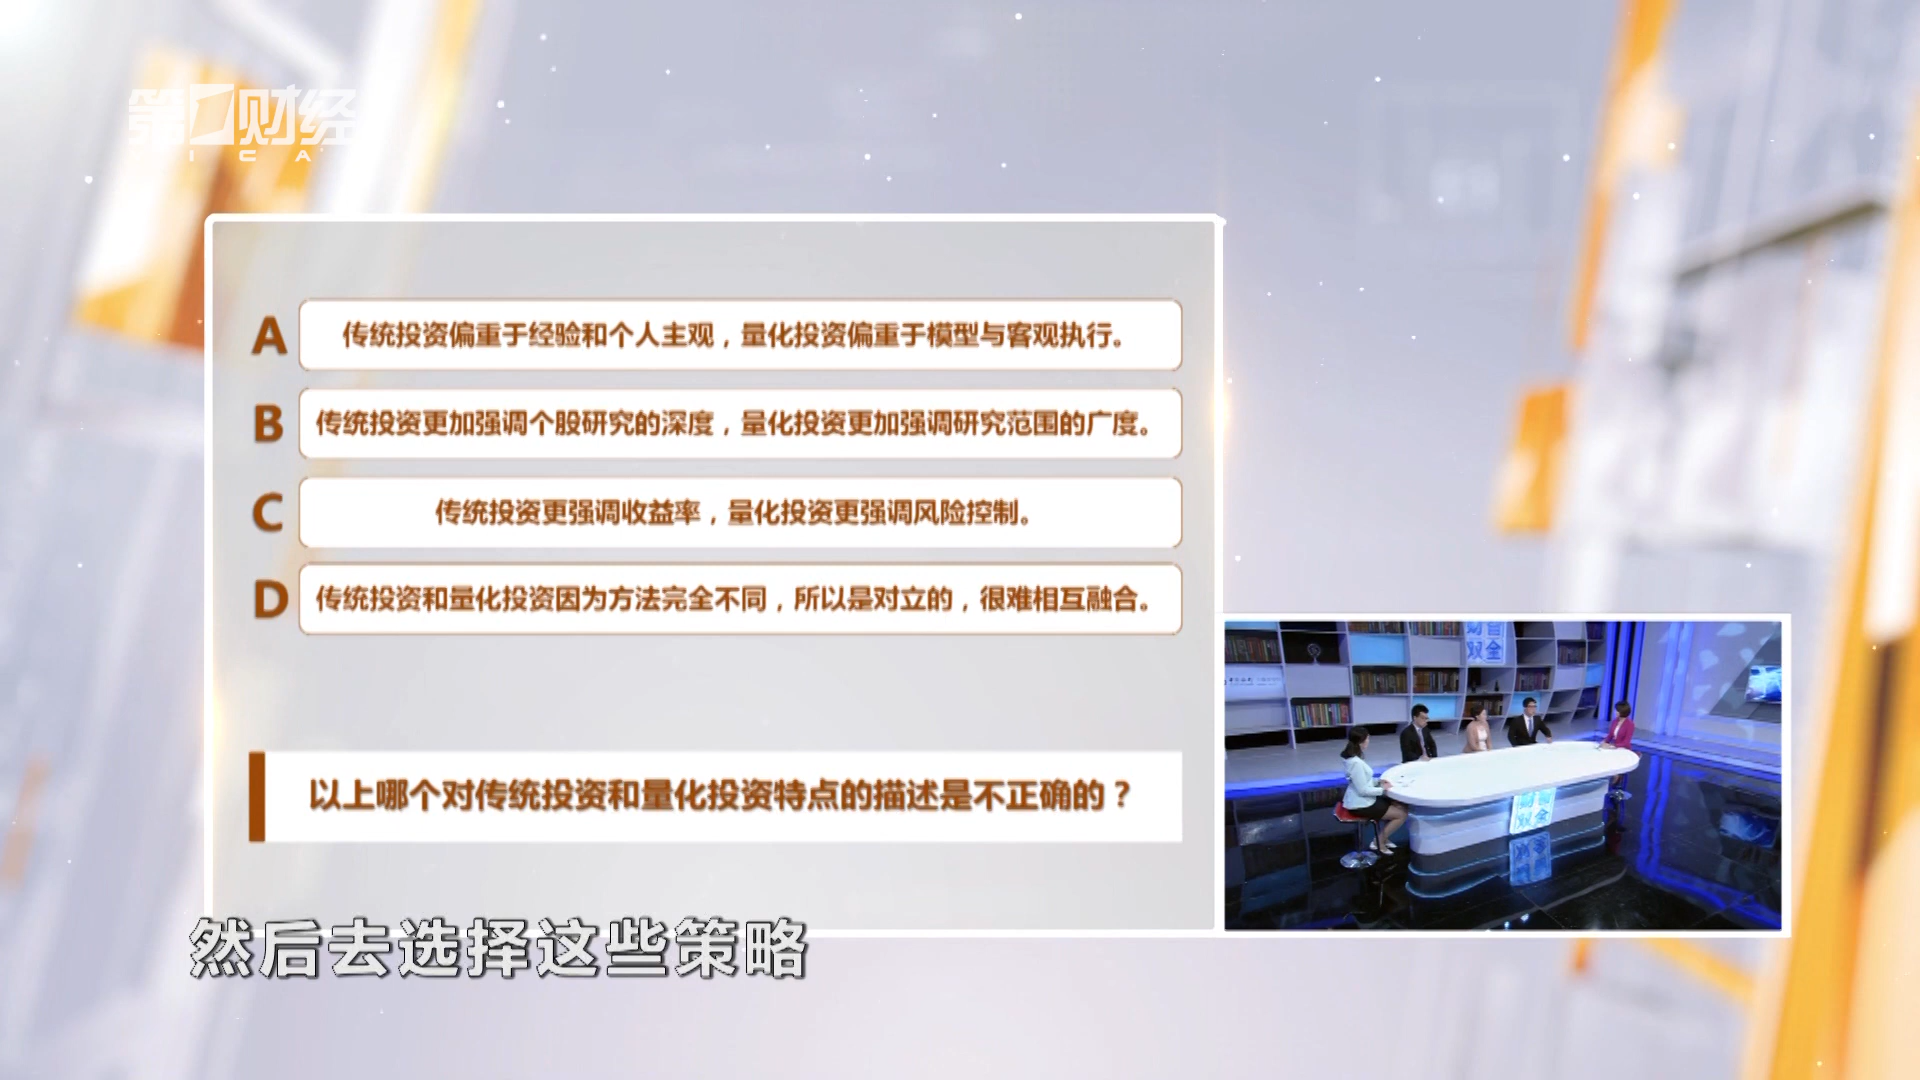 第一财经
A 传统投资偏重于经验和个人主观，量化投资偏重于模型与客观执行。
B 传统投资更加强调个股研究的深度，量化投资更加强调研究范围的广度。
C 传统投资更强调收益率，量化投资更强调风险控制。
D 传统投资和量化投资因为方法完全不同，所以是对立的，很难相互融合。
以上哪个对传统投资和量化投资特点的描述是不正确的？
双全
双全
然后去选择这些策略